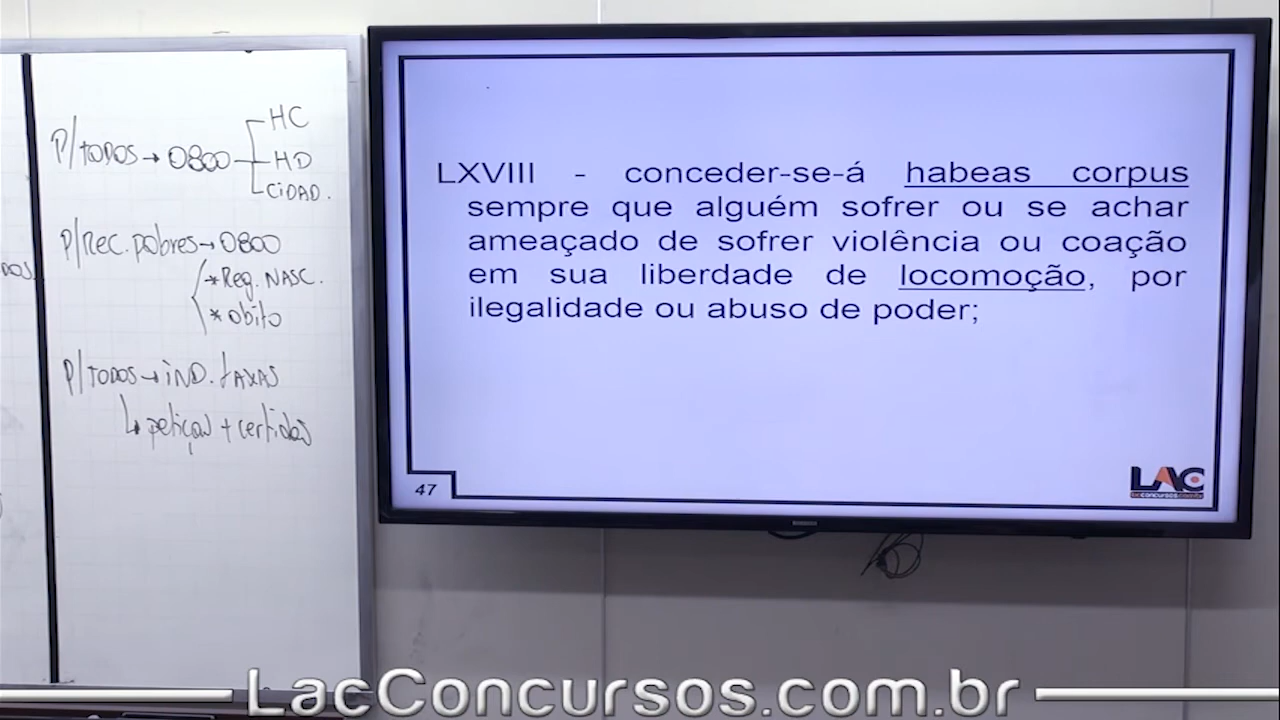 P/TODOS → 0800
HC
HD
CIDAD.
P/Rec. pobres → 0800
* Reg. NASC.
* óbito
P/TODOS → IND. TAXAS
↳ petição + certidão
LXVIII - conceder-se-á habeas corpus
sempre que alguém sofrer ou se achar
ameaçado de sofrer violência ou coação
em sua liberdade de locomoção, por
ilegalidade ou abuso de poder;
47
LAC
LacConcursos.com.br